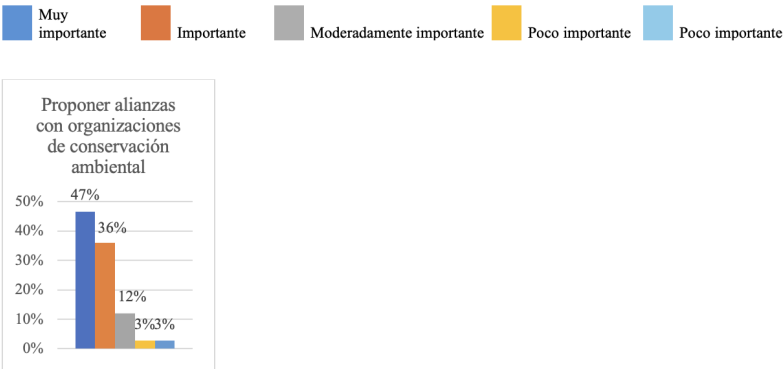 Muy
importante
Importante
Moderadamente importante
Poco importante
Poco importante
Proponer alianzas
con organizaciones
de conservación
ambiental
50%
40%
30%
20%
10%
0%
47%
36%
12%
3%
3%